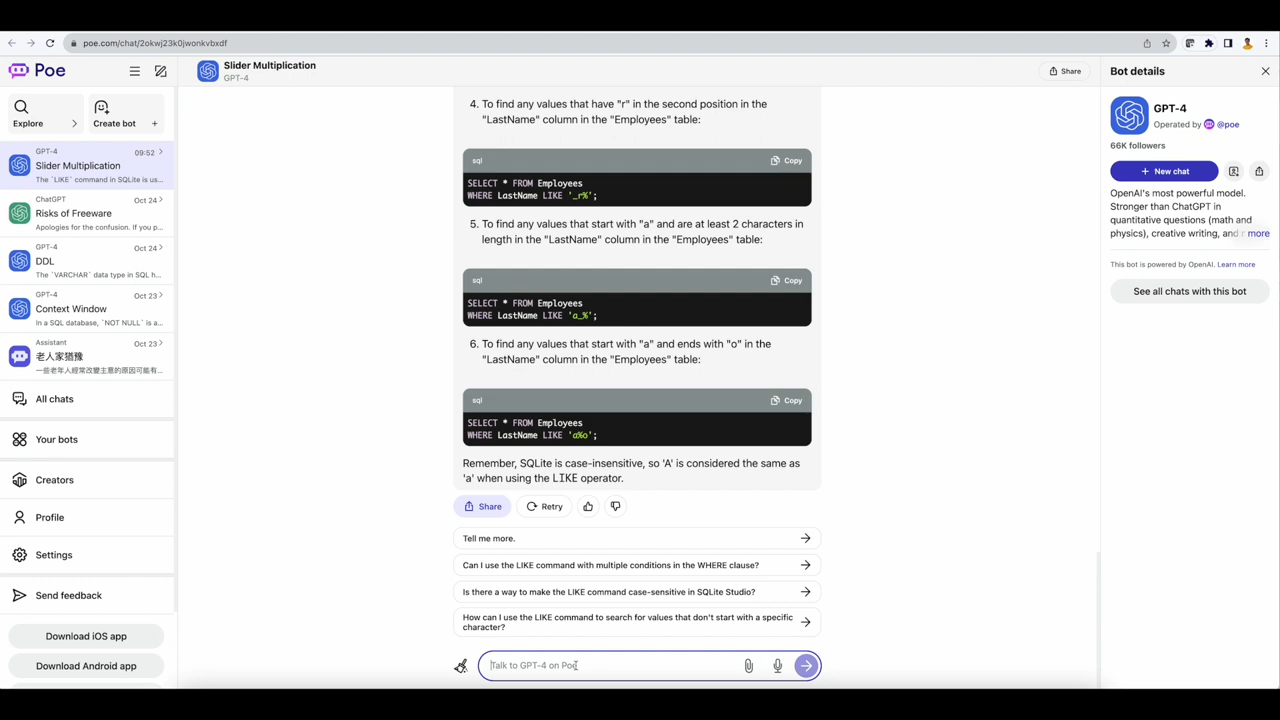 poe.com/chat/2okwj23k0jwonkvbxdf
Poe
Explore
Create bot
GPT-4
09:52
Slider Multiplication
The `LIKE` command in SQLite is us...
ChatGPT
Oct 24
Risks of Freeware
Apologies for the confusion. If you p...
GPT-4
Oct 24
DDL
The `VARCHAR` data type in SQL h...
GPT-4
Oct 23
Context Window
In a SQL database, `NOT NULL` is a...
Assistant
Oct 23
老人家猶豫
一些老年人經常改變主意的原因可能有...
All chats
Your bots
Creators
Profile
Settings
Send feedback
Download iOS app
Download Android app
Slider Multiplication
GPT-4
Share
4. To find any values that have "r" in the second position in the
"LastName" column in the "Employees" table:
sql
Copy
SELECT * FROM Employees
WHERE LastName LIKE '_r%';
5. To find any values that start with "a" and are at least 2 characters in
length in the "LastName" column in the "Employees" table:
sql
Copy
SELECT * FROM Employees
WHERE LastName LIKE 'a_%';
6. To find any values that start with "a" and ends with "o" in the
"LastName" column in the "Employees" table:
sql
Copy
SELECT * FROM Employees
WHERE LastName LIKE 'a%o';
Remember, SQLite is case-insensitive, so 'A' is considered the same as
'a' when using the LIKE operator.
Share
Retry
Tell me more.
Can I use the LIKE command with multiple conditions in the WHERE clause?
Is there a way to make the LIKE command case-sensitive in SQLite Studio?
How can I use the LIKE command to search for values that don't start with a specific
character?
Talk to GPT-4 on Poe
Bot details
GPT-4
Operated by @poe
66K followers
+ New chat
OpenAI's most powerful model.
Stronger than ChatGPT in
quantitative questions (math and
physics), creative writing, and more
This bot is powered by OpenAI. Learn more
See all chats with this bot